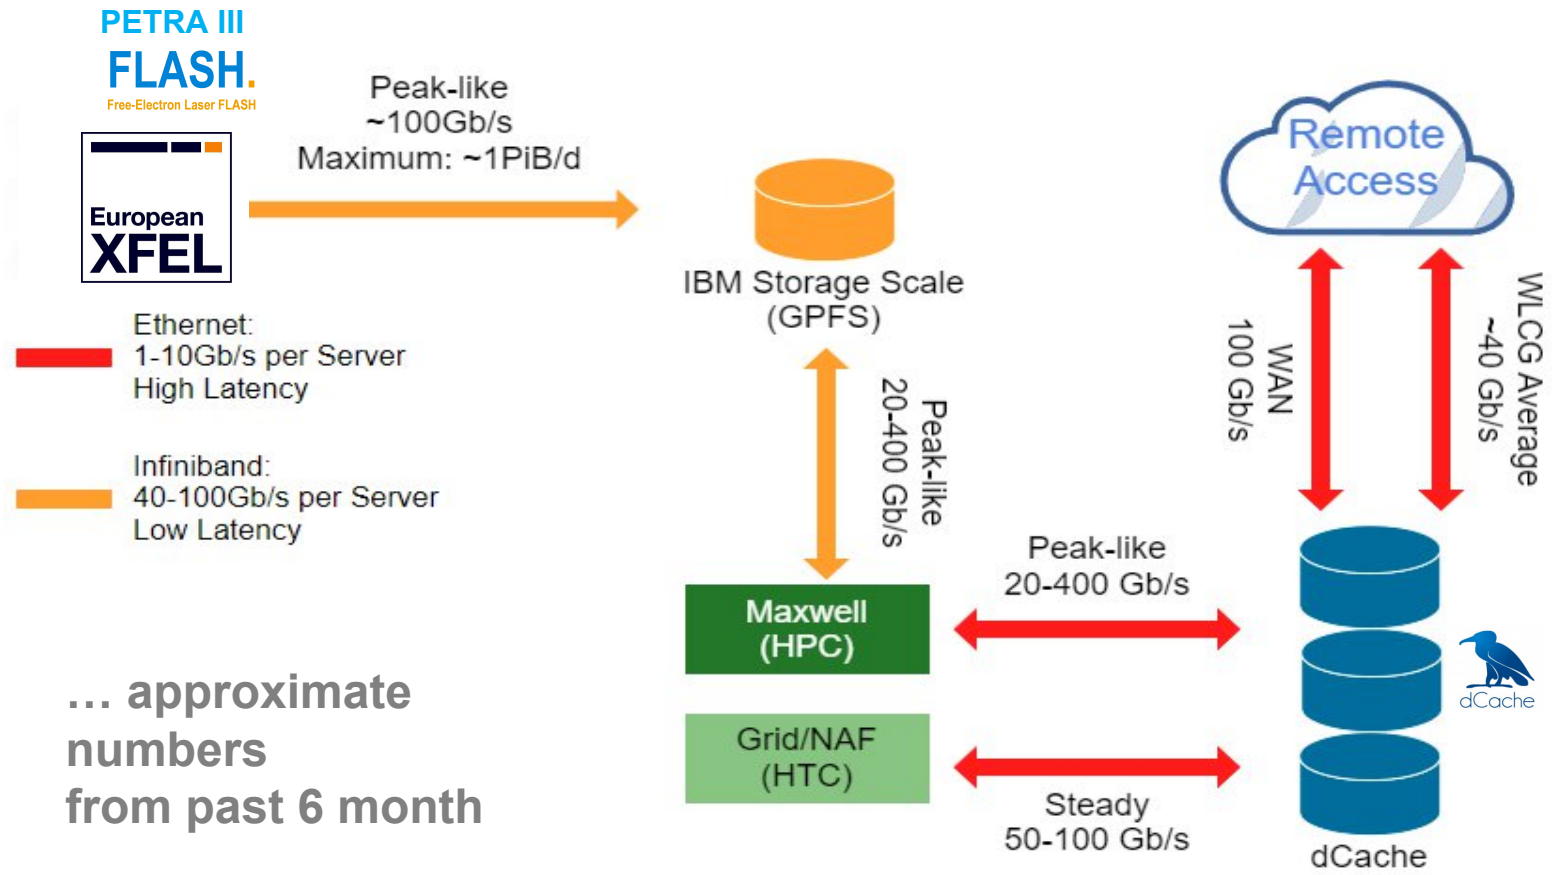 PETRA III
FLASH.
Free-Electron Laser FLASH
European
XFEL
Peak-like
~100Gb/s
Maximum: ~1PiB/d
IBM Storage Scale
(GPFS)
Remote
Access
Ethernet:
1-10Gb/s per Server
High Latency
Infiniband:
40-100Gb/s per Server
Low Latency
Peak-like
20-400 Gb/s
WAN
100 Gb/s
WLCG Average
~40 Gb/s
Maxwell
(HPC)
Peak-like
20-400 Gb/s
Grid/NAF
(HTC)
Steady
50-100 Gb/s
dCache
dCache
... approximate
numbers
from past 6 month